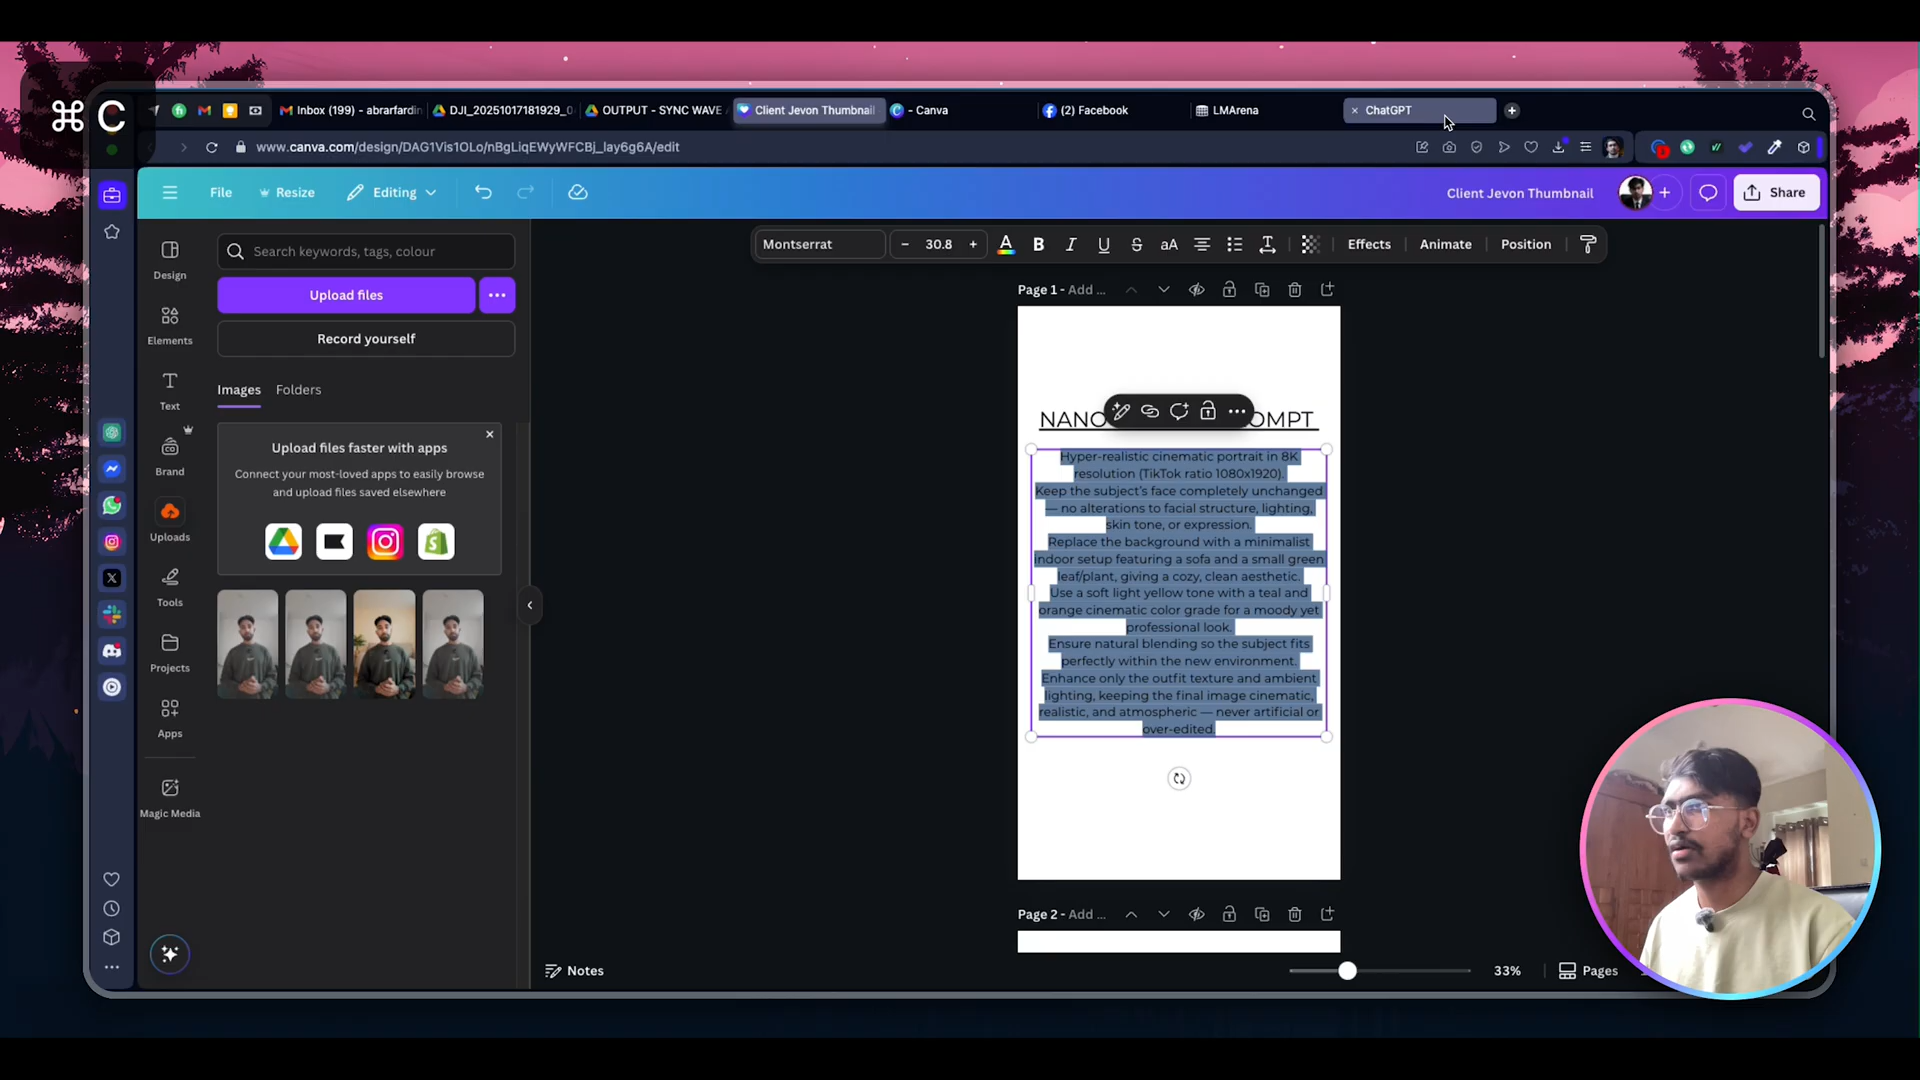 ⌘ C
Inbox (199) - abrarfardin
DJI_20251017181929_0
OUTPUT - SYNC WAVE
Client Jevon Thumbnail
- Canva
(2) Facebook
LMArena
ChatGPT
www.canva.com/design/DAG1Vis1OLo/nBgLiqEWyWFCBj_lay6g6A/edit
File
Resize
Editing
Client Jevon Thumbnail
Share
Search keywords, tags, colour
Montserrat
30.8
B
I
U
S
aA
Effects
Animate
Position
Design
Elements
Text
Brand
Uploads
Tools
Projects
Apps
Magic Media
Upload files
Record yourself
Images
Folders
Upload files faster with apps
Connect your most-loved apps to easily browse
and upload files saved elsewhere
Page 1 - Add ...
NANO
OMPT
Hyper-realistic cinematic portrait in 8K
resolution (TikTok ratio 1080x1920).
Keep the subject's face completely unchanged
— no alterations to facial structure, lighting,
skin tone, or expression.
Replace the background with a minimalist
indoor setup featuring a sofa and a small green
leaf/plant, giving a cozy, clean aesthetic.
Use a soft light yellow tone with a teal and
orange cinematic color grade for a moody yet
professional look.
Ensure natural blending so the subject fits
perfectly within the new environment.
Enhance only the outfit texture and ambient
lighting, keeping the final image cinematic,
realistic, and atmospheric — never artificial or
over-edited.
Page 2 - Add ...
Notes
33%
Pages